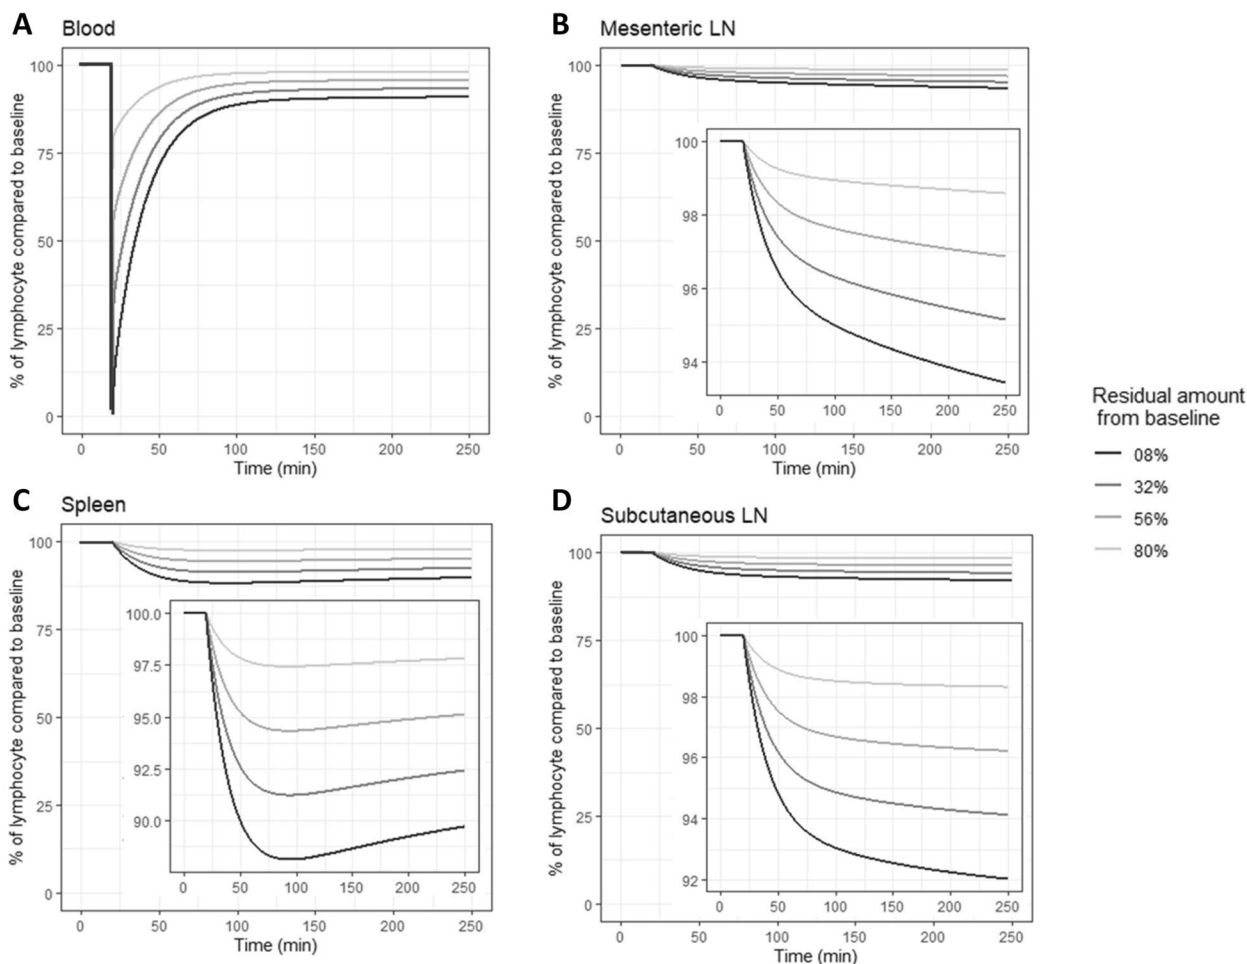 A
Blood
% of lymphocyte compared to baseline
100
75
50
25
0
0 50 100 150 200 250
Time (min)
B
Mesenteric LN
% of lymphocyte compared to baseline
100
75
50
25
0
100
98
96
94
0 50 100 150 200 250
0 50 100 150 200 250
Time (min)
Residual amount
from baseline
08%
32%
56%
80%
C
Spleen
% of lymphocyte compared to baseline
100
75
50
25
0
100.0
97.5
95.0
92.5
90.0
0 50 100 150 200 250
0 50 100 150 200 250
Time (min)
D
Subcutaneous LN
% of lymphocyte compared to baseline
100
75
50
25
0
100
98
96
94
92
0 50 100 150 200 250
0 50 100 150 200 250
Time (min)